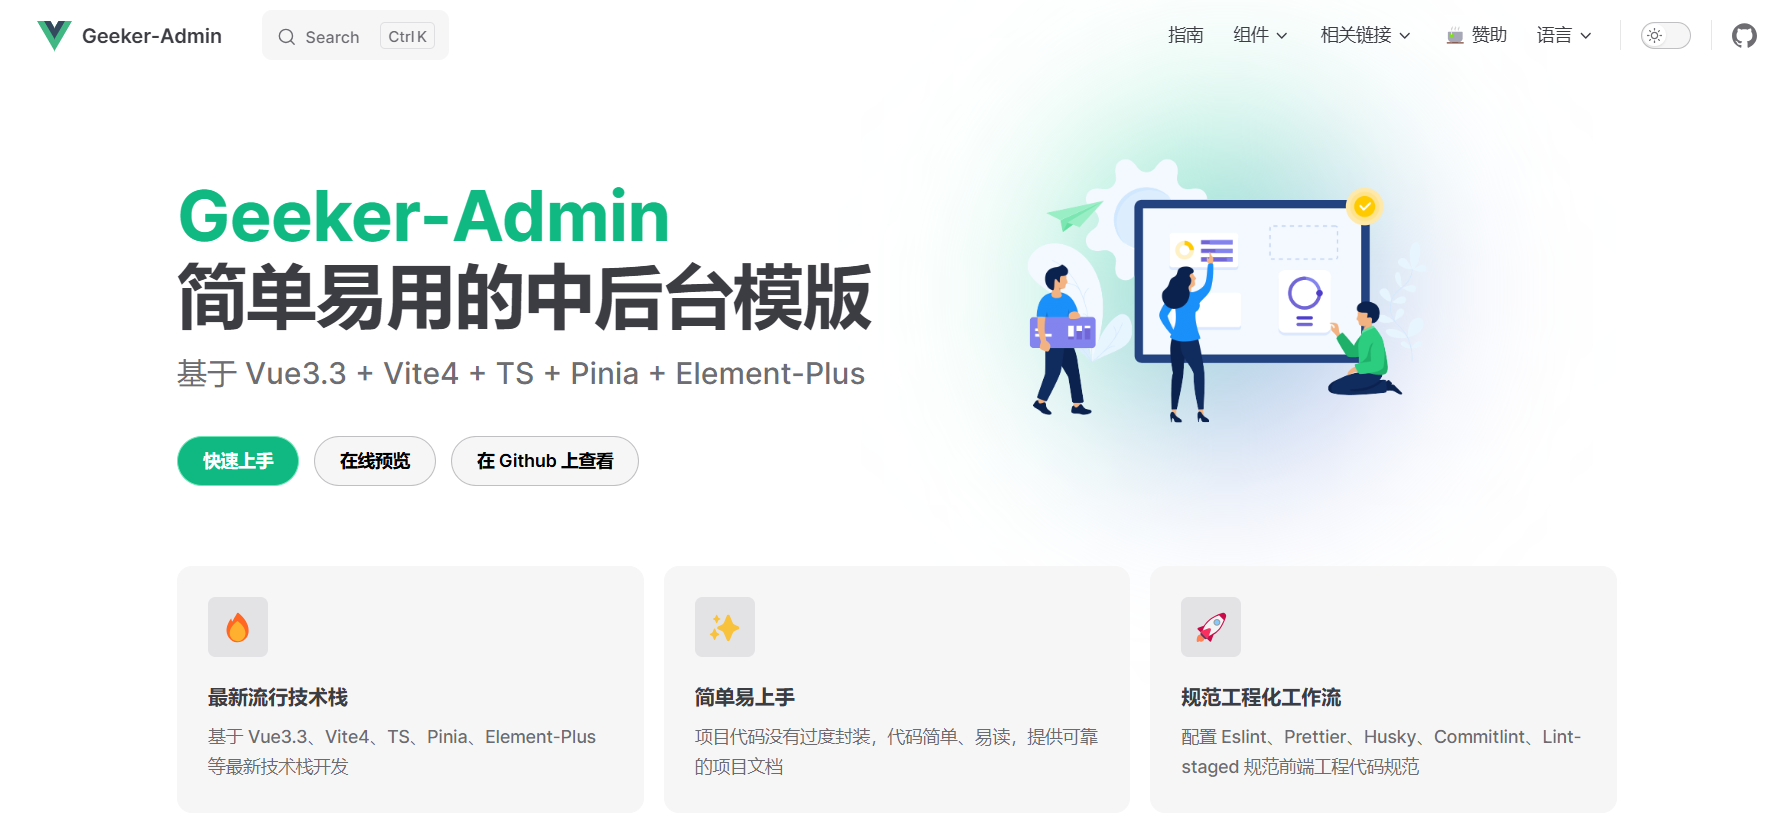 Geeker-Admin
Search
Ctrl K
指南
组件
相关链接
赞助
语言
Geeker-Admin
简单易用的中后台模版
基于 Vue3.3 + Vite4 + TS + Pinia + Element-Plus
快速上手
在线预览
在 Github 上查看
最新流行技术栈
基于 Vue3.3、Vite4、TS、Pinia、Element-Plus
等最新技术栈开发
简单易上手
项目代码没有过度封装，代码简单、易读，提供可靠
的项目文档
规范工程化工作流
配置 Eslint、Prettier、Husky、Commitlint、Lint-
staged 规范前端工程代码规范